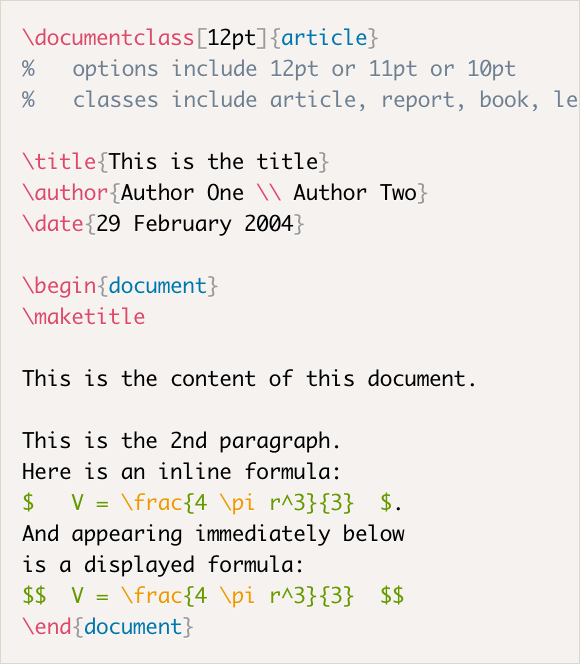 \documentclass[12pt]{article}
%   options include 12pt or 11pt or 10pt
%   classes include article, report, book, le
\title{This is the title}
\author{Author One \\ Author Two}
\date{29 February 2004}
\begin{document}
\maketitle
This is the content of this document.
This is the 2nd paragraph.
Here is an inline formula:
$   V = \frac{4 \pi r^3}{3}  $.
And appearing immediately below
is a displayed formula:
$$  V = \frac{4 \pi r^3}{3}  $$
\end{document}